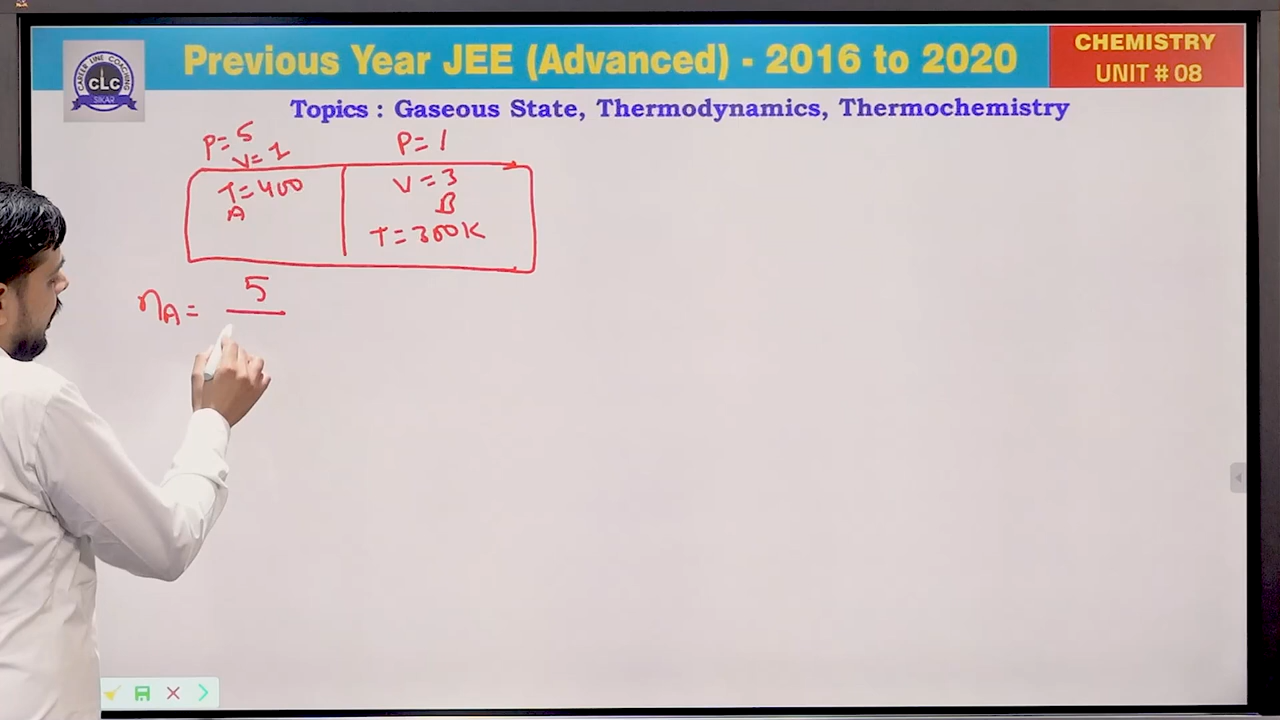 CAREER LINE COACHING
CLC
SIKAR
Previous Year JEE (Advanced) - 2016 to 2020
CHEMISTRY
UNIT # 08
Topics : Gaseous State, Thermodynamics, Thermochemistry
P=5
V=1
P=1
T=400
A
V=3
B
T=300K
nA= 5